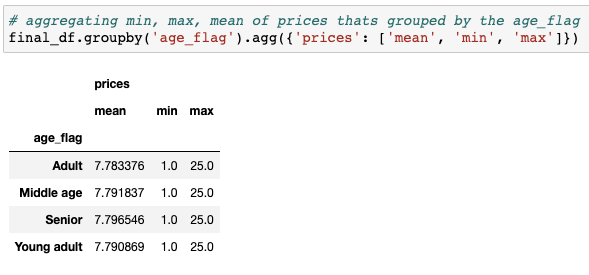 # aggregating min, max, mean of prices thats grouped by the age_flag
final_df.groupby('age_flag').agg({'prices': ['mean', 'min', 'max']})
prices
mean min max
age_flag
Adult 7.783376 1.0 25.0
Middle age 7.791837 1.0 25.0
Senior 7.796546 1.0 25.0
Young adult 7.790869 1.0 25.0